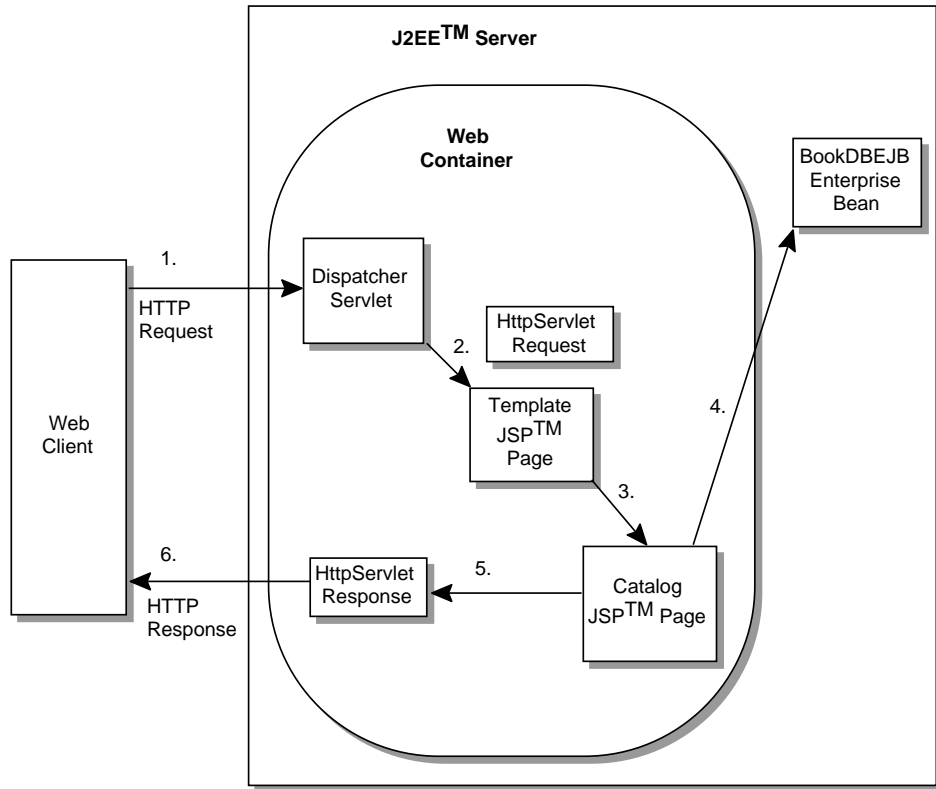 J2EE™ Server
Web
Container
BookDBEJB
Enterprise
Bean
1.
HTTP
Request
Dispatcher
Servlet
HttpServlet
Request
2.
Template
JSP™
Page
4.
Web
Client
3.
6.
HTTP
Response
HttpServlet
Response
5.
Catalog
JSP™ Page